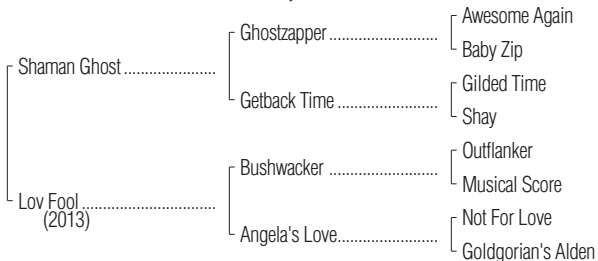 Awesome Again
Ghostzapper ......................
Baby Zip
Shaman Ghost ...................
Gilded Time
Getback Time ....................
Shay
Outflanker
Bushwacker ......................
Musical Score
Lov Fool ...........................
(2013)
Not For Love
Angela's Love....................
Goldgorian's Alden